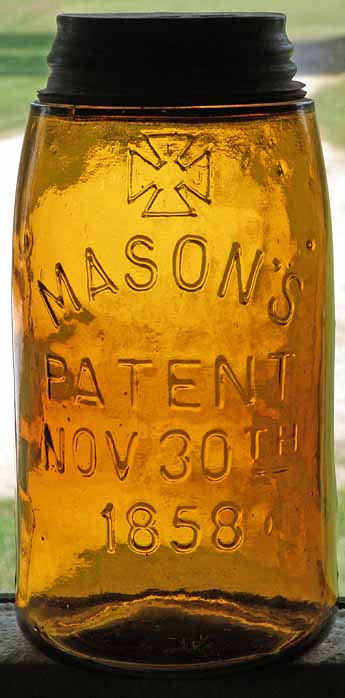 MASON'S
PATENT
NOV 30TH
1858